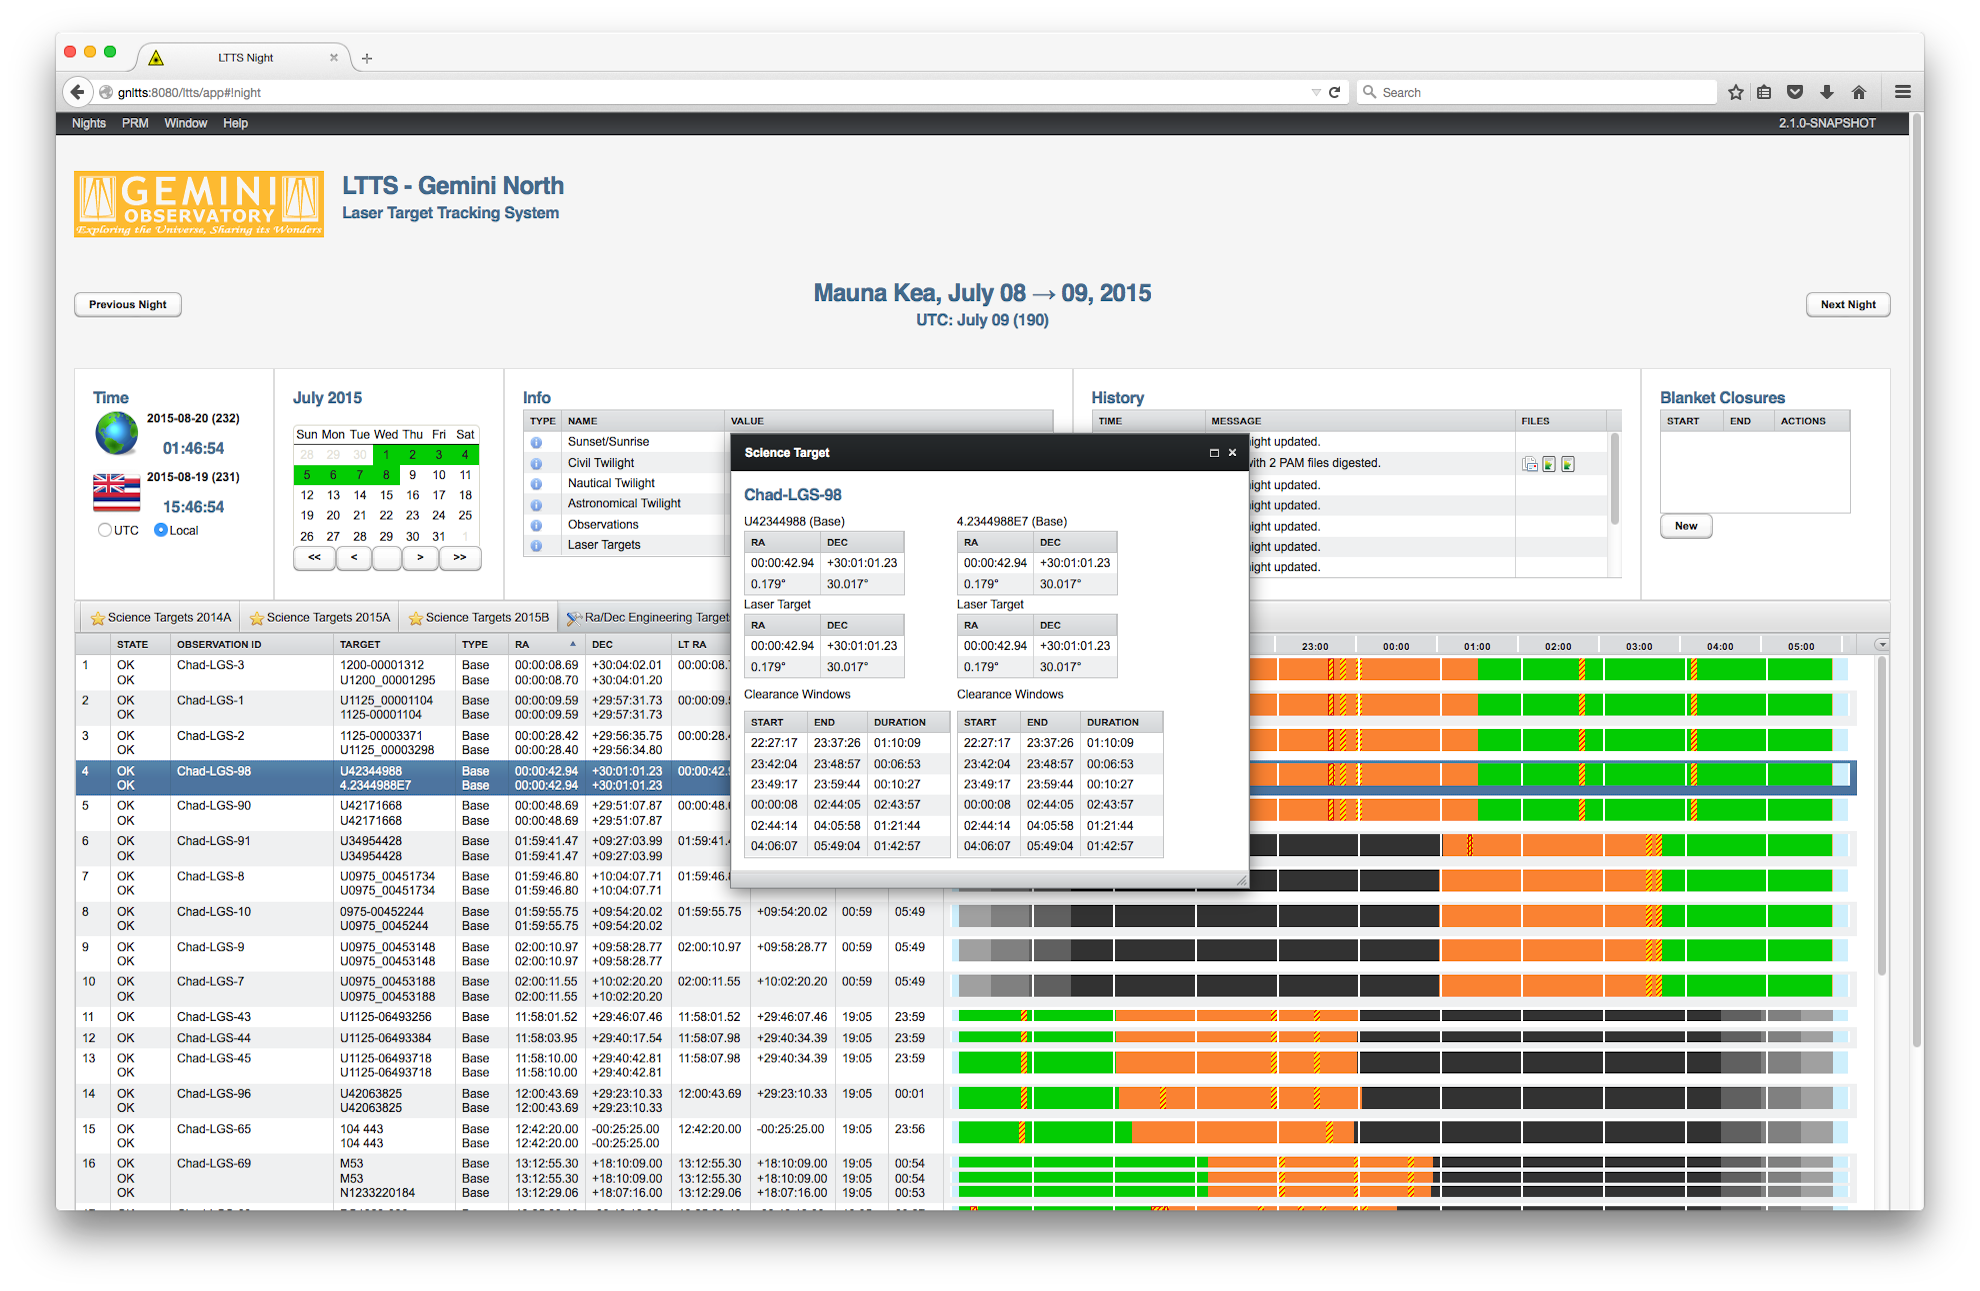 LTTS Night
gnltts:8080/ltts/app#!night
Search
Nights PRM Window Help
2.1.0-SNAPSHOT
GEMINI
OBSERVATORY
Exploring the Universe, Sharing its Wonders
LTTS - Gemini North
Laser Target Tracking System
Previous Night
Mauna Kea, July 08 → 09, 2015
UTC: July 09 (190)
Next Night
Time
2015-08-20 (232)
01:46:54
2015-08-19 (231)
15:46:54
UTC Local
July 2015
Sun Mon Tue Wed Thu Fri Sat
28 29 30 1 2 3 4
5 6 7 8 9 10 11
12 13 14 15 16 17 18
19 20 21 22 23 24 25
26 27 28 29 30 31 1
<< < > >>
Info
TYPE NAME VALUE
Sunset/Sunrise
Civil Twilight
Nautical Twilight
Astronomical Twilight
Observations
Laser Targets
History
TIME MESSAGE FILES
ight updated.
with 2 PAM files digested.
ight updated.
ight updated.
ight updated.
ight updated.
ight updated.
Blanket Closures
START END ACTIONS
New
Science Target
Chad-LGS-98
U42344988 (Base) 4.2344988E7 (Base)
RA DEC RA DEC
00:00:42.94 +30:01:01.23 00:00:42.94 +30:01:01.23
0.179° 30.017° 0.179° 30.017°
Laser Target Laser Target
RA DEC RA DEC
00:00:42.94 +30:01:01.23 00:00:42.94 +30:01:01.23
0.179° 30.017° 0.179° 30.017°
Clearance Windows Clearance Windows
START END DURATION START END DURATION
22:27:17 23:37:26 01:10:09 22:27:17 23:37:26 01:10:09
23:42:04 23:48:57 00:06:53 23:42:04 23:48:57 00:06:53
23:49:17 23:59:44 00:10:27 23:49:17 23:59:44 00:10:27
00:00:08 02:44:05 02:43:57 00:00:08 02:44:05 02:43:57
02:44:14 04:05:58 01:21:44 02:44:14 04:05:58 01:21:44
04:06:07 05:49:04 01:42:57 04:06:07 05:49:04 01:42:57
Science Targets 2014A Science Targets 2015A Science Targets 2015B Ra/Dec Engineering Targets
STATE OBSERVATION ID TARGET TYPE RA DEC LT RA 23:00 00:00 01:00 02:00 03:00 04:00 05:00
1 OK Chad-LGS-3 1200-00001312 Base 00:00:08.69 +30:04:02.01 00:00:08.
OK U1200_00001295 Base 00:00:08.70 +30:04:01.20
2 OK Chad-LGS-1 U1125_00001104 Base 00:00:09.59 +29:57:31.73 00:00:09.
OK 1125-00001104 Base 00:00:09.59 +29:57:31.73
3 OK Chad-LGS-2 1125-00003371 Base 00:00:28.42 +29:56:35.75 00:00:28.
OK U1125_00003298 Base 00:00:28.40 +29:56:34.80
4 OK Chad-LGS-98 U42344988 Base 00:00:42.94 +30:01:01.23 00:00:42.
OK 4.2344988E7 Base 00:00:42.94 +30:01:01.23
5 OK Chad-LGS-90 U42171668 Base 00:00:48.69 +29:51:07.87 00:00:48.
OK U42171668 Base 00:00:48.69 +29:51:07.87
6 OK Chad-LGS-91 U34954428 Base 01:59:41.47 +09:27:03.99 01:59:41.
OK U34954428 Base 01:59:41.47 +09:27:03.99
7 OK Chad-LGS-8 U0975_00451734 Base 01:59:46.80 +10:04:07.71 01:59:46.
OK U0975_00451734 Base 01:59:46.80 +10:04:07.71
8 OK Chad-LGS-10 0975-00452244 Base 01:59:55.75 +09:54:20.02 01:59:55.75 +09:54:20.02 00:59 05:49
OK U0975_0045244 Base 01:59:55.75 +09:54:20.02
9 OK Chad-LGS-9 U0975_00453148 Base 02:00:10.97 +09:58:28.77 02:00:10.97 +09:58:28.77 00:59 05:49
OK U0975_00453148 Base 02:00:10.97 +09:58:28.77
10 OK Chad-LGS-7 U0975_00453188 Base 02:00:11.55 +10:02:20.20 02:00:11.55 +10:02:20.20 00:59 05:49
OK U0975_00453188 Base 02:00:11.55 +10:02:20.20
11 OK Chad-LGS-43 U1125-06493256 Base 11:58:01.52 +29:46:07.46 11:58:01.52 +29:46:07.46 19:05 23:59
12 OK Chad-LGS-44 U1125-06493384 Base 11:58:03.95 +29:40:17.54 11:58:07.98 +29:40:34.39 19:05 23:59
13 OK Chad-LGS-45 U1125-06493718 Base 11:58:10.00 +29:40:42.81 11:58:07.98 +29:40:34.39 19:05 23:59
OK U1125-06493718 Base 11:58:10.00 +29:40:42.81
14 OK Chad-LGS-96 U42063825 Base 12:00:43.69 +29:23:10.33 12:00:43.69 +29:23:10.33 19:05 00:01
OK U42063825 Base 12:00:43.69 +29:23:10.33
15 OK Chad-LGS-65 104 443 Base 12:42:20.00 -00:25:25.00 12:42:20.00 -00:25:25.00 19:05 23:56
OK 104 443 Base 12:42:20.00 -00:25:25.00
16 OK Chad-LGS-69 M53 Base 13:12:55.30 +18:10:09.00 13:12:55.30 +18:10:09.00 19:05 00:54
OK M53 Base 13:12:55.30 +18:10:09.00 13:12:55.30 +18:10:09.00 19:05 00:54
OK N1233220184 Base 13:12:29.06 +18:07:16.00 13:12:29.06 +18:07:16.00 19:05 00:53